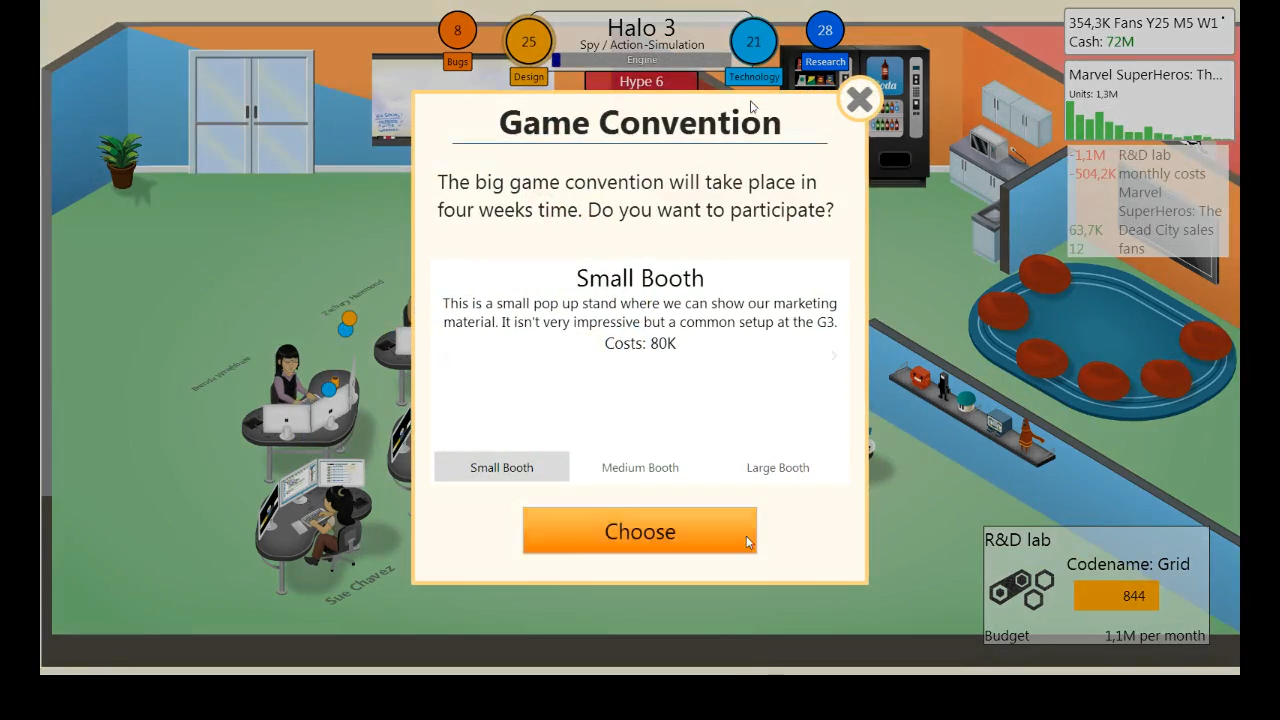 8
Bugs
25
Design
Halo 3
Spy / Action-Simulation
Engine
Hype 6
21
Technology
28
Research
354,3K Fans Y25 M5 W1
Cash: 72M
Marvel SuperHeros: Th...
Units: 1,3M
-1,1M R&D lab
-504,2K monthly costs
Marvel
SuperHeros: The
63,7K Dead City sales
12 fans
Game Convention
The big game convention will take place in
four weeks time. Do you want to participate?
Small Booth
This is a small pop up stand where we can show our marketing
material. It isn't very impressive but a common setup at the G3.
Costs: 80K
Small Booth Medium Booth Large Booth
Choose
Zachary Hammond
Sue Chavez
R&D lab
Codename: Grid
844
Budget 1,1M per month